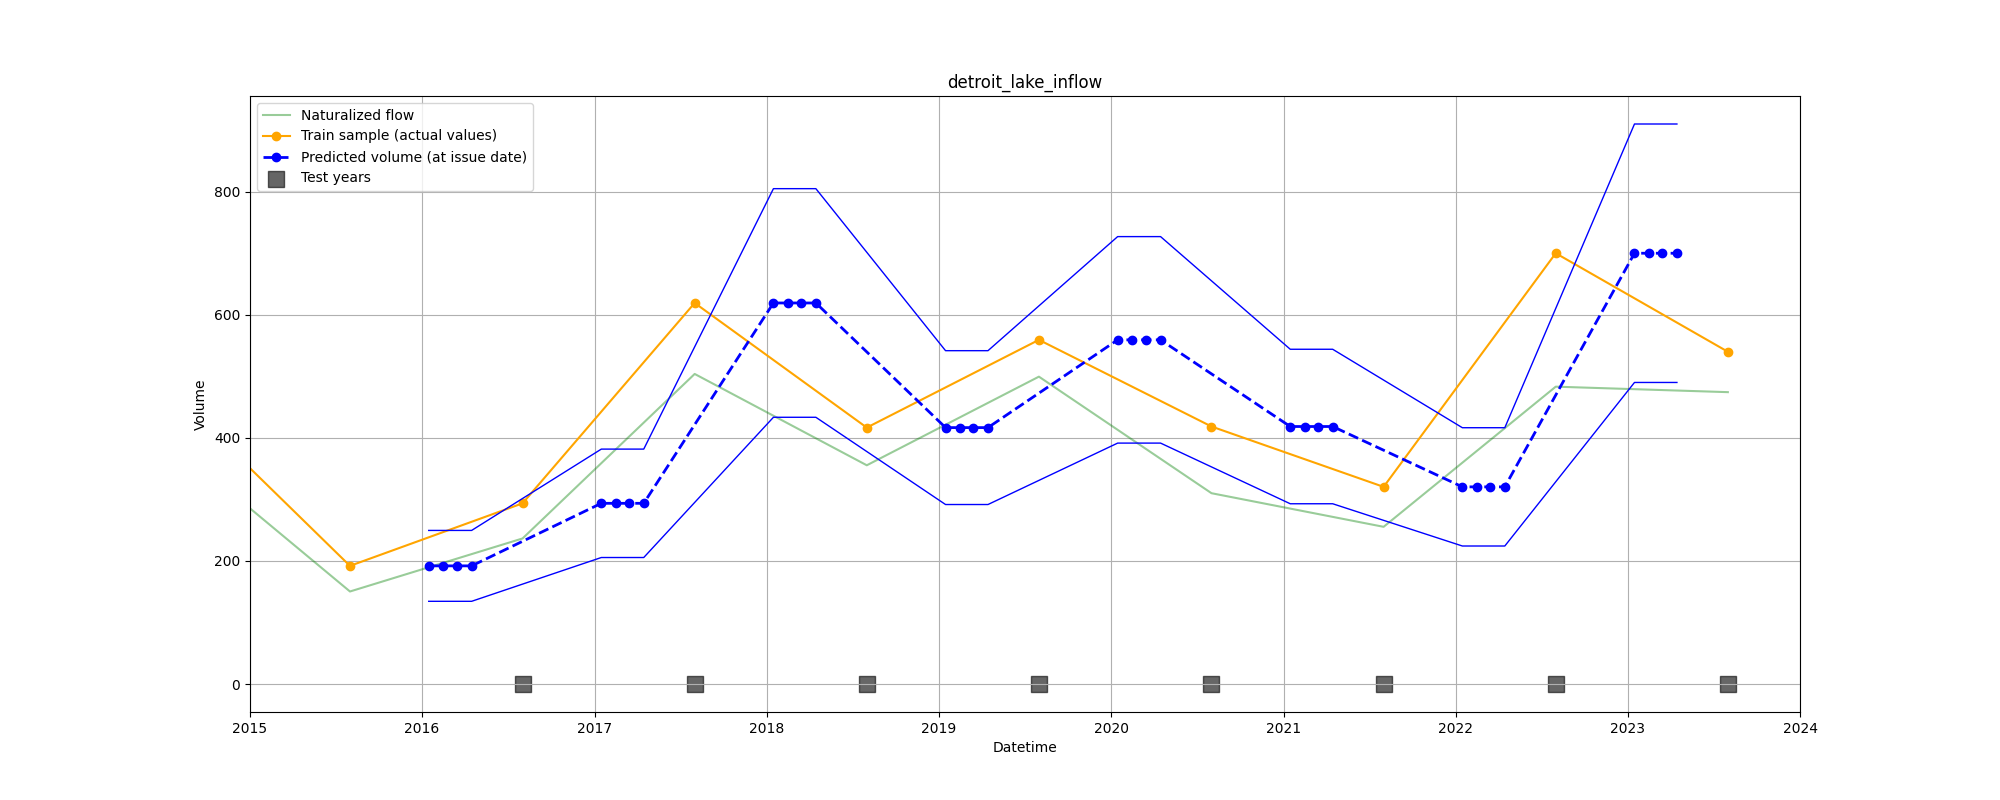 detroit_lake_inflow
Naturalized flow
Train sample (actual values)
Predicted volume (at issue date)
Test years
Volume
800
600
400
200
0
2015 2016 2017 2018 2019 2020 2021 2022 2023 2024
Datetime